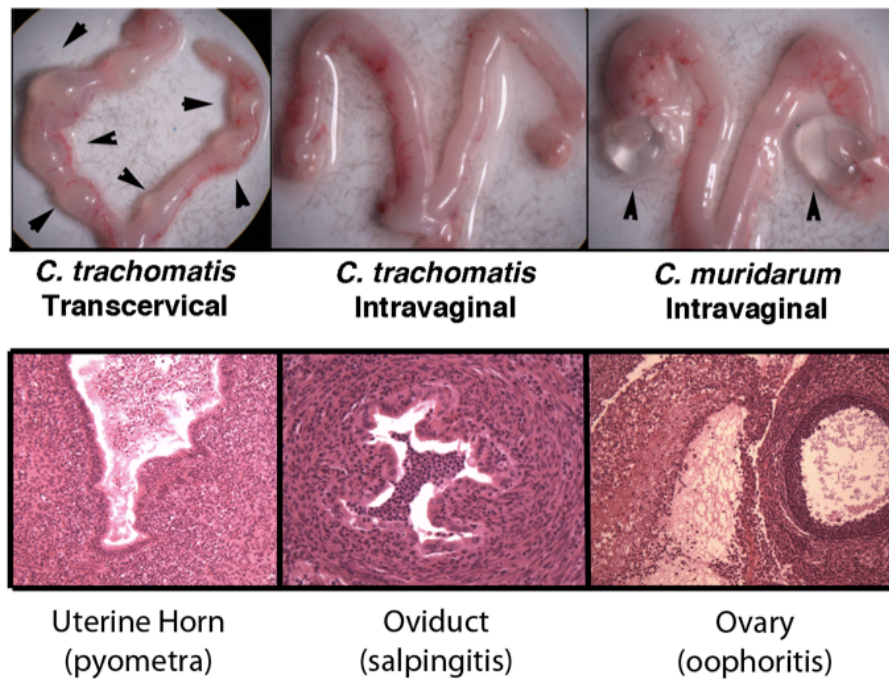 C. trachomatis
Transcervical
C. trachomatis
Intravaginal
C. muridarum
Intravaginal
Uterine Horn
(pyometra)
Oviduct
(salpingitis)
Ovary
(oophoritis)